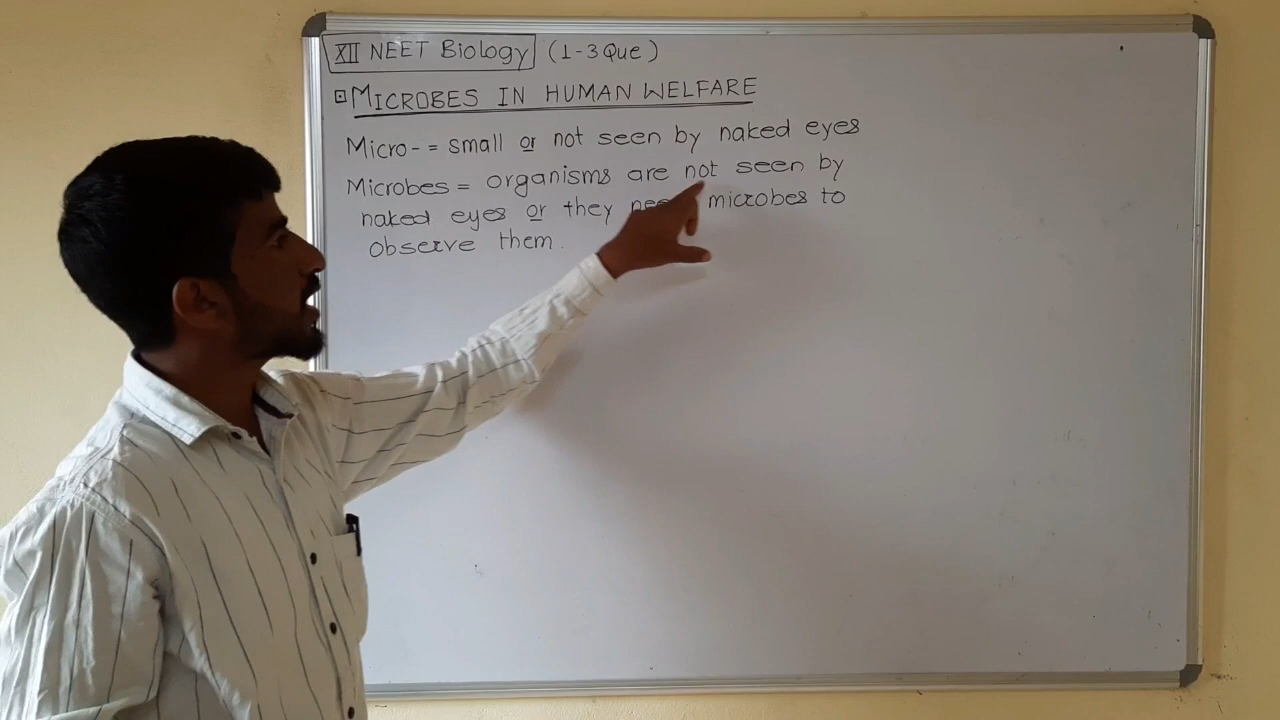 XII NEET Biology (1-3 Que)
MICROBES IN HUMAN WELFARE
Micro- = small or not seen by naked eyes
Microbes = organisms are not seen by
naked eyes or they microbes to
observe them.